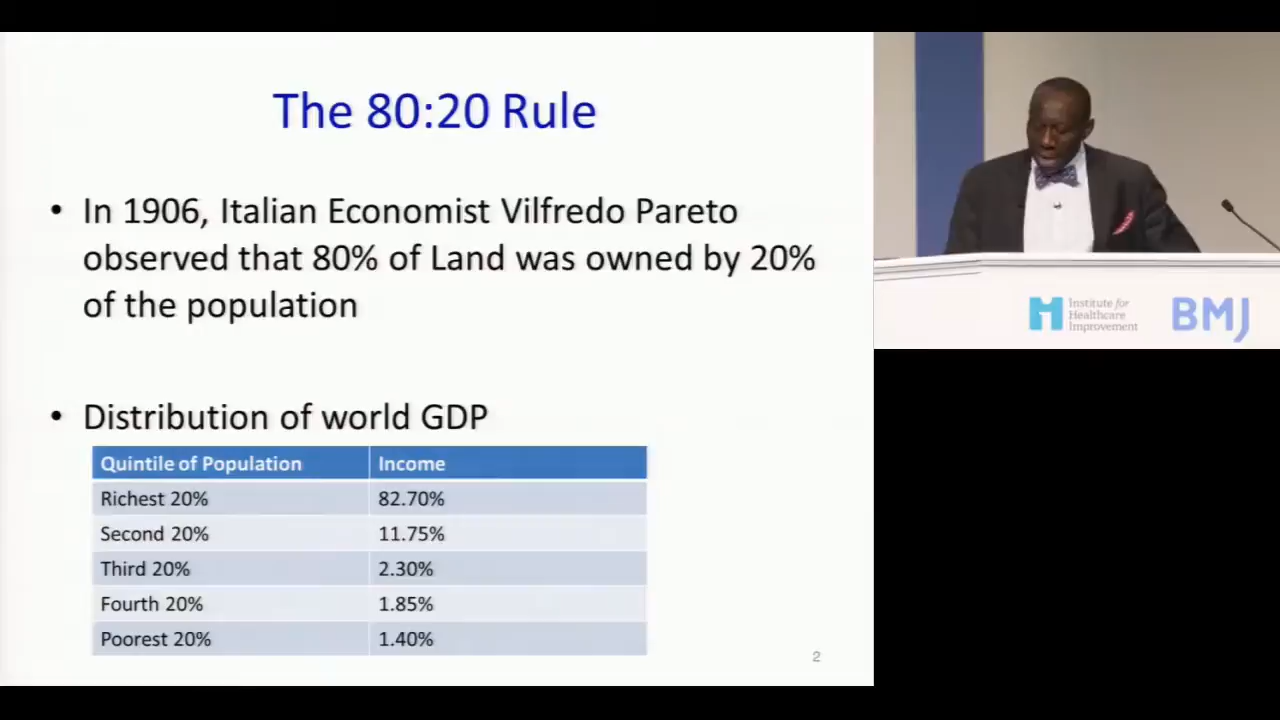 The 80:20 Rule
• In 1906, Italian Economist Vilfredo Pareto
observed that 80% of Land was owned by 20%
of the population
• Distribution of world GDP
Quintile of Population Income
Richest 20% 82.70%
Second 20% 11.75%
Third 20% 2.30%
Fourth 20% 1.85%
Poorest 20% 1.40%
2
Institute for
Healthcare
Improvement
BMJ